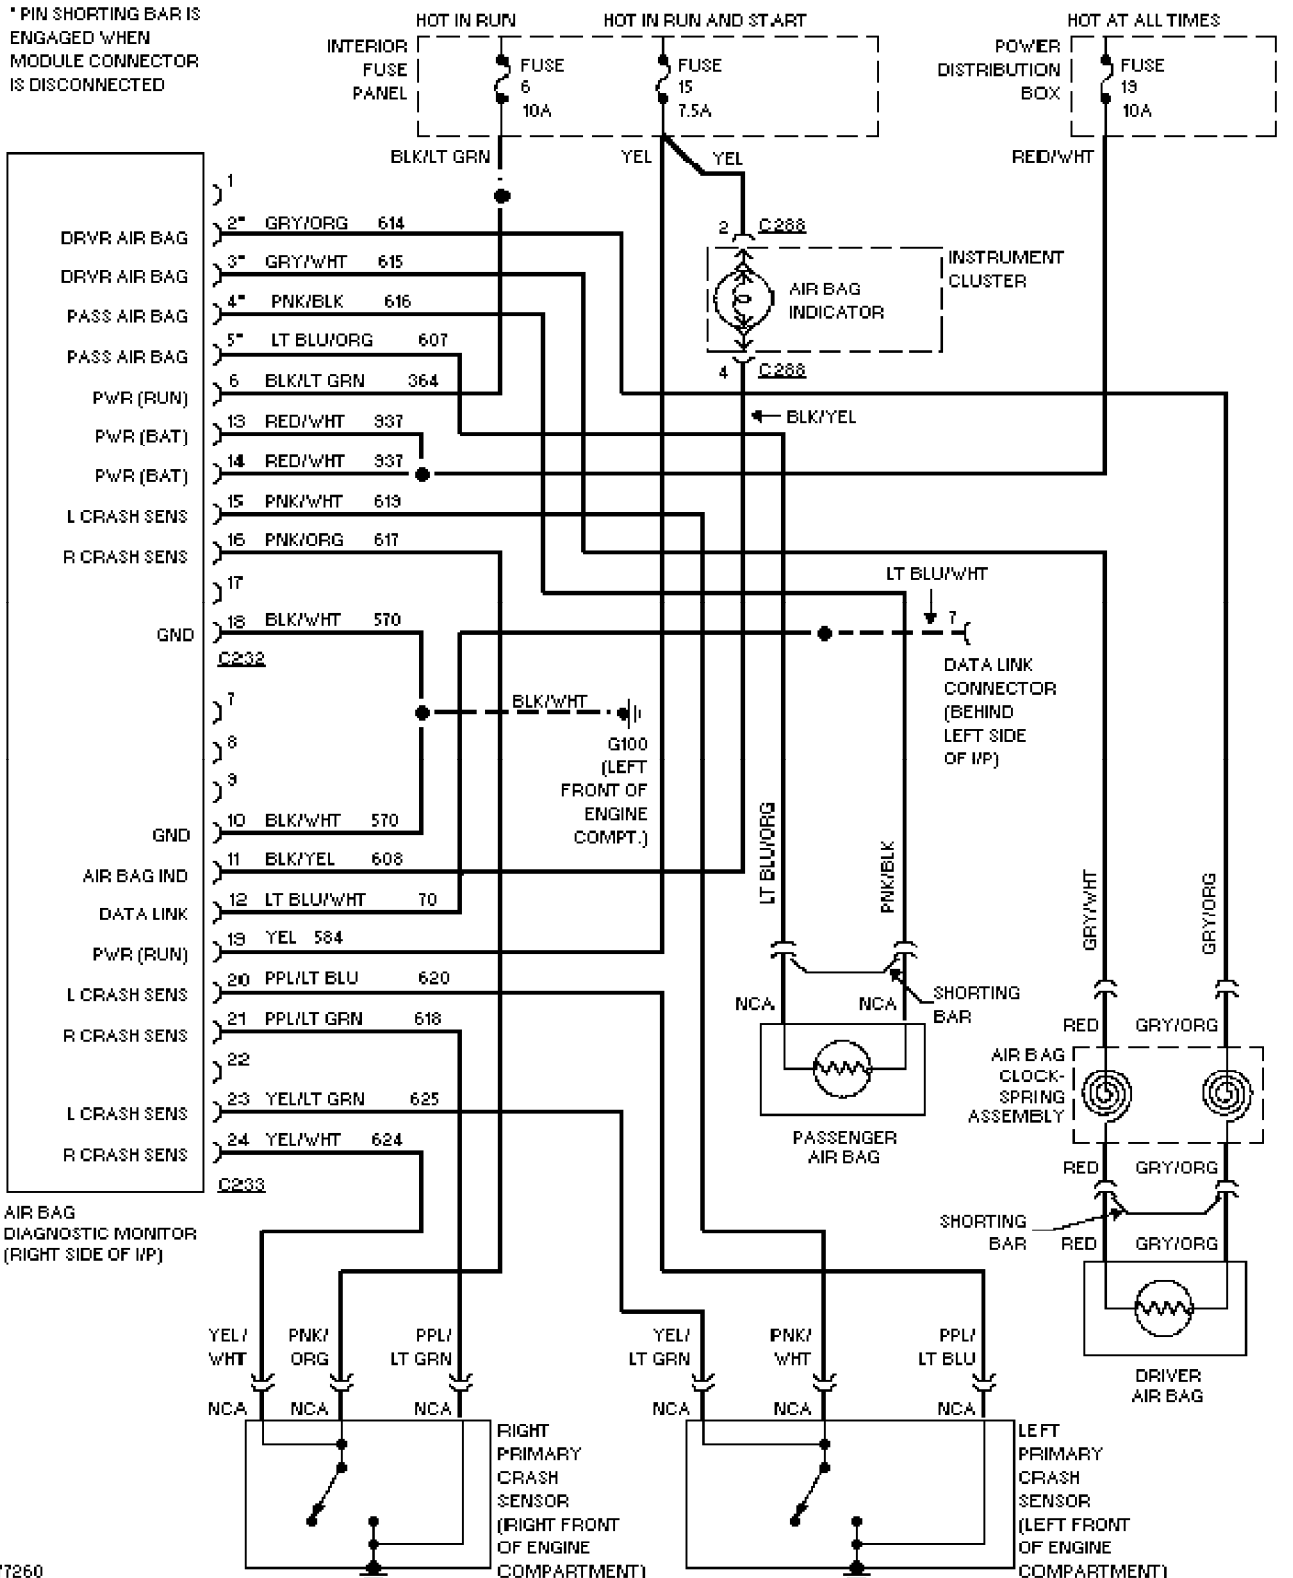 * PIN SHORTING BAR IS
ENGAGED WHEN
MODULE CONNECTOR
IS DISCONNECTED
HOT IN RUN
HOT IN RUN AND START
HOT AT ALL TIMES
INTERIOR
FUSE
PANEL
FUSE
6
10A
FUSE
15
7.5A
POWER
DISTRIBUTION
BOX
FUSE
19
10A
BLK/LT GRN
YEL
YEL
RED/WHT
1
DRVR AIR BAG 2* GRY/ORG 614
DRVR AIR BAG 3* GRY/WHT 615
PASS AIR BAG 4* PNK/BLK 616
PASS AIR BAG 5* LT BLU/ORG 607
PWR (RUN) 6 BLK/LT GRN 364
PWR (BAT) 13 RED/WHT 937
PWR (BAT) 14 RED/WHT 937
L CRASH SENS 15 PNK/WHT 619
R CRASH SENS 16 PNK/ORG 617
17
GND 18 BLK/WHT 570
C232
7
8
9
GND 10 BLK/WHT 570
AIR BAG IND 11 BLK/YEL 608
DATA LINK 12 LT BLU/WHT 70
PWR (RUN) 19 YEL 584
L CRASH SENS 20 PPL/LT BLU 620
R CRASH SENS 21 PPL/LT GRN 618
22
L CRASH SENS 23 YEL/LT GRN 625
R CRASH SENS 24 YEL/WHT 624
C233
AIR BAG
DIAGNOSTIC MONITOR
(RIGHT SIDE OF I/P)
2 C288
INSTRUMENT
CLUSTER
AIR BAG
INDICATOR
4 C288
BLK/YEL
LT BLU/WHT
7
DATA LINK
CONNECTOR
(BEHIND
LEFT SIDE
OF I/P)
BLK/WHT
G100
(LEFT
FRONT OF
ENGINE
COMPT.)
LT BLU/ORG
PNK/BLK
GRY/WHT
GRY/ORG
NCA
NCA
SHORTING
BAR
PASSENGER
AIR BAG
RED
GRY/ORG
AIR BAG
CLOCK-
SPRING
ASSEMBLY
RED
GRY/ORG
SHORTING
BAR
RED
GRY/ORG
DRIVER
AIR BAG
YEL/
WHT
PNK/
ORG
PPL/
LT GRN
YEL/
LT GRN
PNK/
WHT
PPL/
LT BLU
NCA
NCA
NCA
NCA
NCA
NCA
RIGHT
PRIMARY
CRASH
SENSOR
(RIGHT FRONT
OF ENGINE
COMPARTMENT)
LEFT
PRIMARY
CRASH
SENSOR
(LEFT FRONT
OF ENGINE
COMPARTMENT)
77260